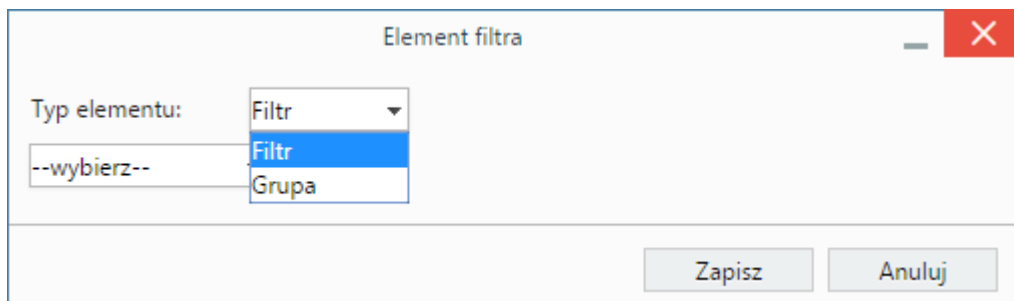 Element filtra
Typ elementu:
Filtr
Filtr
--wybierz--
Grupa
Zapisz
Anuluj